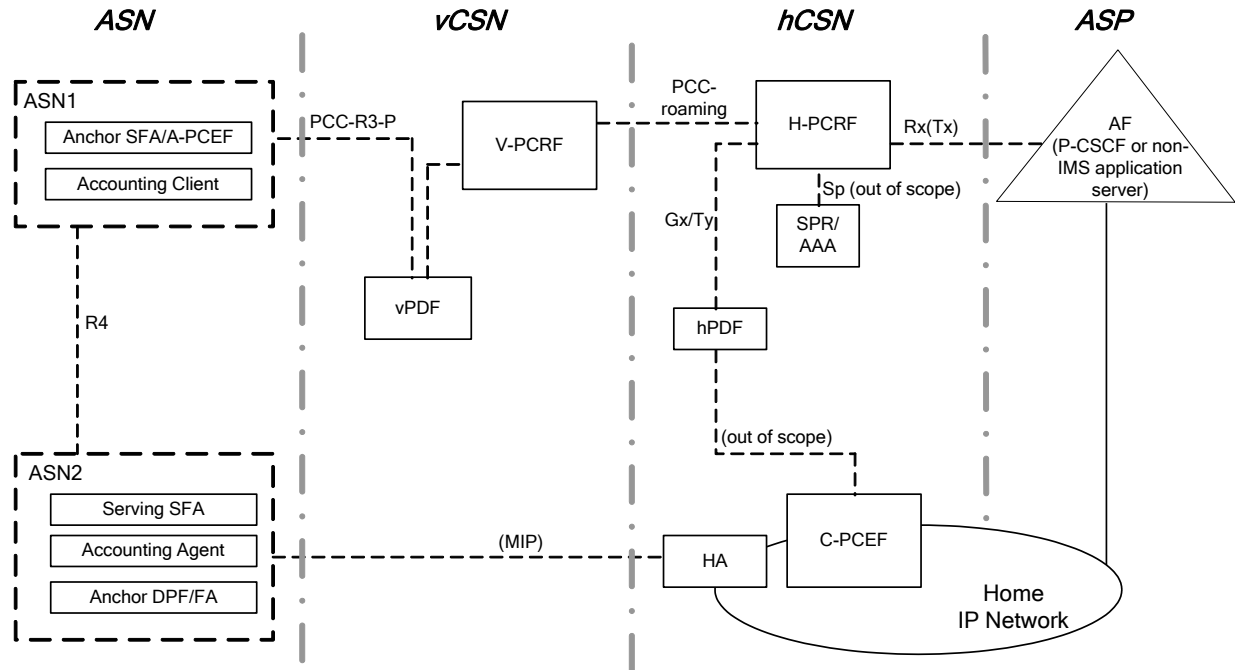 ASN
vCSN
hCSN
ASP
ASN1
Anchor SFA/A-PCEF
Accounting Client
PCC-R3-P
V-PCRF
PCC-
roaming
H-PCRF
Rx(Tx)
AF
(P-CSCF or non-
IMS application
server)
Sp (out of scope)
SPR/
AAA
Gx/Ty
vPDF
hPDF
R4
(out of scope)
ASN2
Serving SFA
Accounting Agent
Anchor DPF/FA
(MIP)
HA
C-PCEF
Home
IP Network